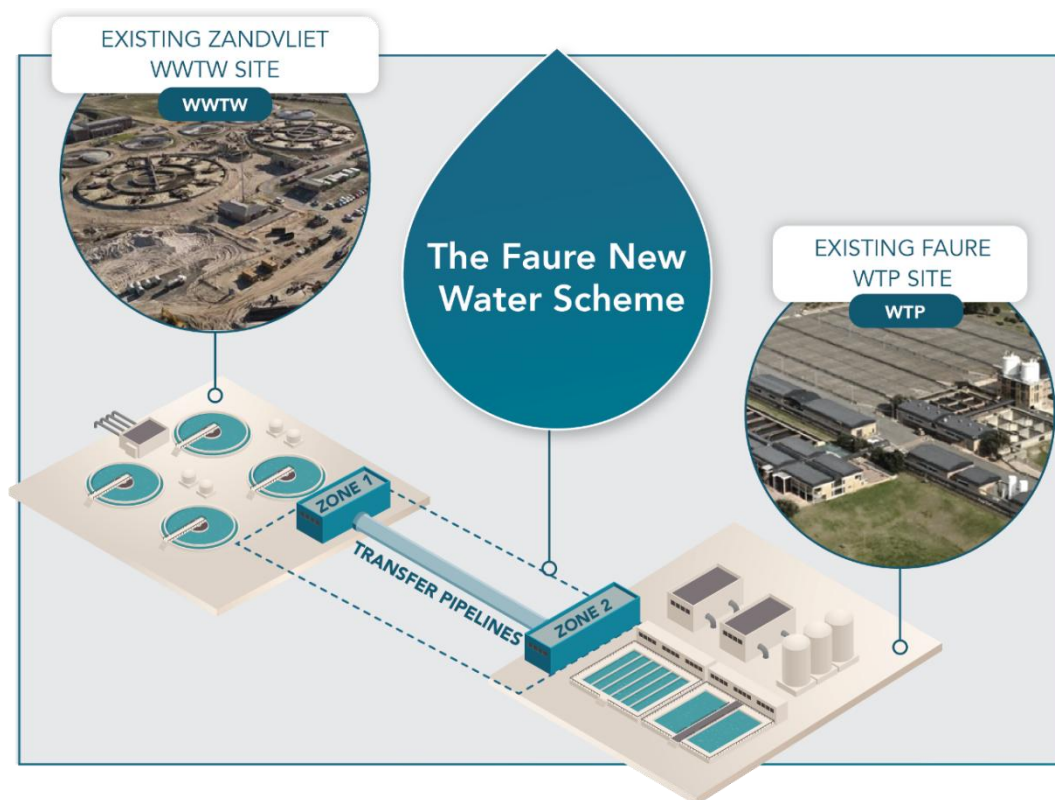 EXISTING ZANDVLIET
WWTW SITE
WWTW
The Faure New
Water Scheme
EXISTING FAURE
WTP SITE
WTP
ZONE 1
TRANSFER PIPELINES
ZONE 2